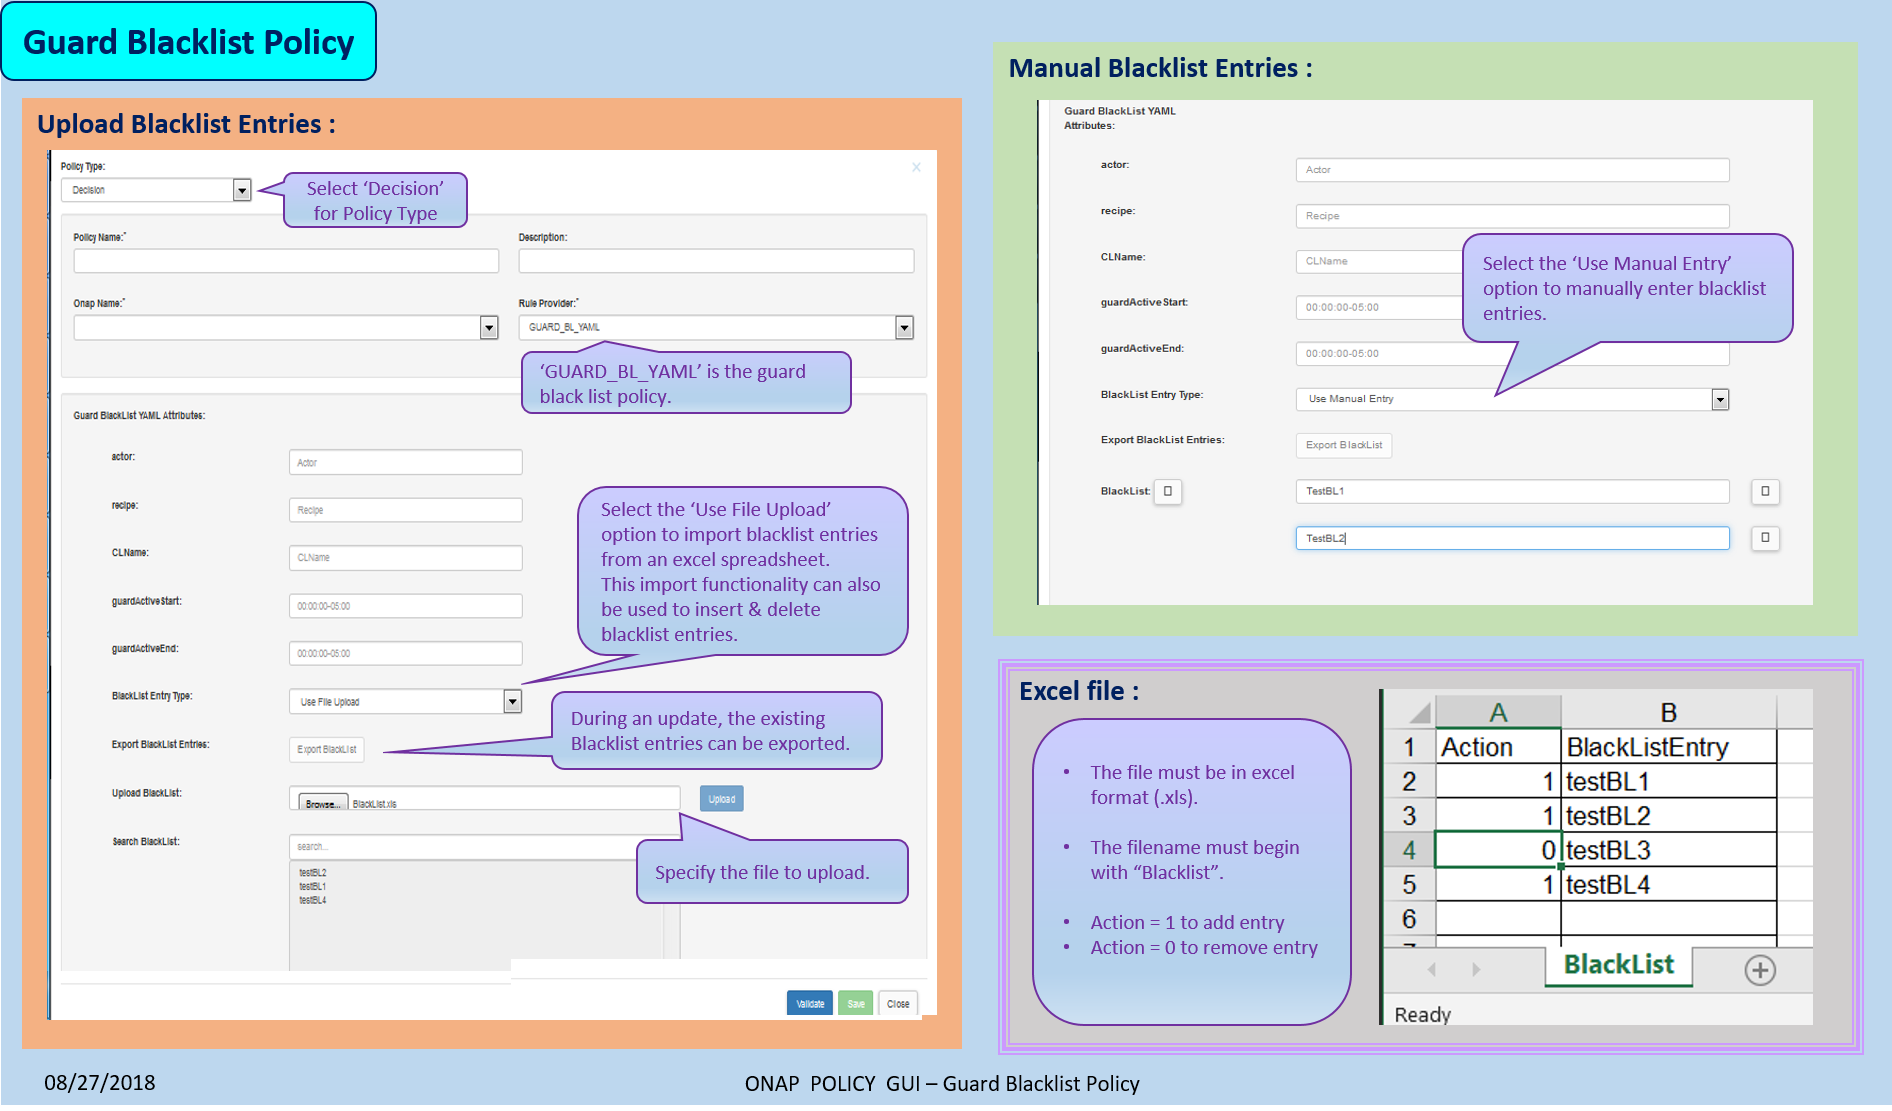 Guard Blacklist Policy
Upload Blacklist Entries :
Policy Type:
Decision
Select ‘Decision’
for Policy Type
Policy Name:*
Description:
Onap Name:*
Rule Provider:*
GUARD_BL_YAML
‘GUARD_BL_YAML’ is the guard
black list policy.
Guard BlackList YAML Attributes:
actor:
Actor
recipe:
Recipe
CLName:
CLName
guardActiveStart:
00:00:00-05:00
guardActiveEnd:
00:00:00-05:00
Select the ‘Use File Upload’
option to import blacklist entries
from an excel spreadsheet.
This import functionality can also
be used to insert & delete
blacklist entries.
BlackList Entry Type:
Use File Upload
During an update, the existing
Blacklist entries can be exported.
Export BlackList Entries:
Export BlackList
Upload BlackList:
Browse... BlackList.xls
Upload
Specify the file to upload.
Search BlackList:
search...
testBL2
testBL1
testBL4
Validate
Save
Close
Manual Blacklist Entries :
Guard BlackList YAML
Attributes:
actor:
Actor
recipe:
Recipe
CLName:
CLName
guardActiveStart:
00:00:00-05:00
guardActiveEnd:
00:00:00-05:00
Select the ‘Use Manual Entry’
option to manually enter blacklist
entries.
BlackList Entry Type:
Use Manual Entry
Export BlackList Entries:
Export BlackList
BlackList:
TestBL1
TestBL2
Excel file :
• The file must be in excel
format (.xls).
• The filename must begin
with “Blacklist”.
• Action = 1 to add entry
• Action = 0 to remove entry
A B
1 Action BlackListEntry
2 1 testBL1
3 1 testBL2
4 0 testBL3
5 1 testBL4
6
BlackList
Ready
08/27/2018
ONAP POLICY GUI – Guard Blacklist Policy